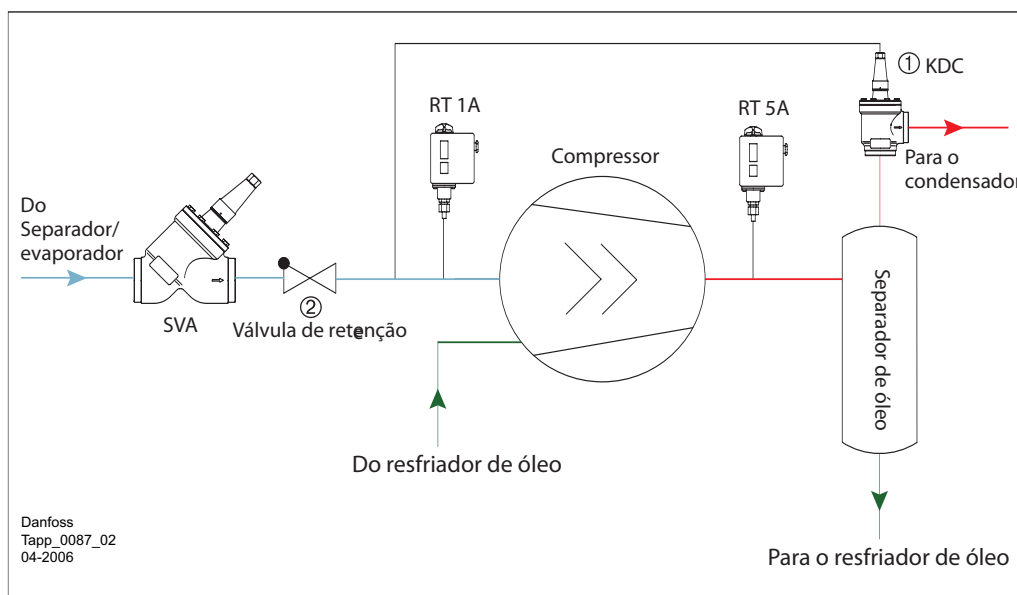 ① KDC
RT 1A
RT 5A
Compressor
Para o
condensador
Do
Separador/
evaporador
SVA
②
Válvula de retenção
Separador de óleo
Do resfriador de óleo
Danfoss
Tapp_0087_02
04-2006
Para o resfriador de óleo